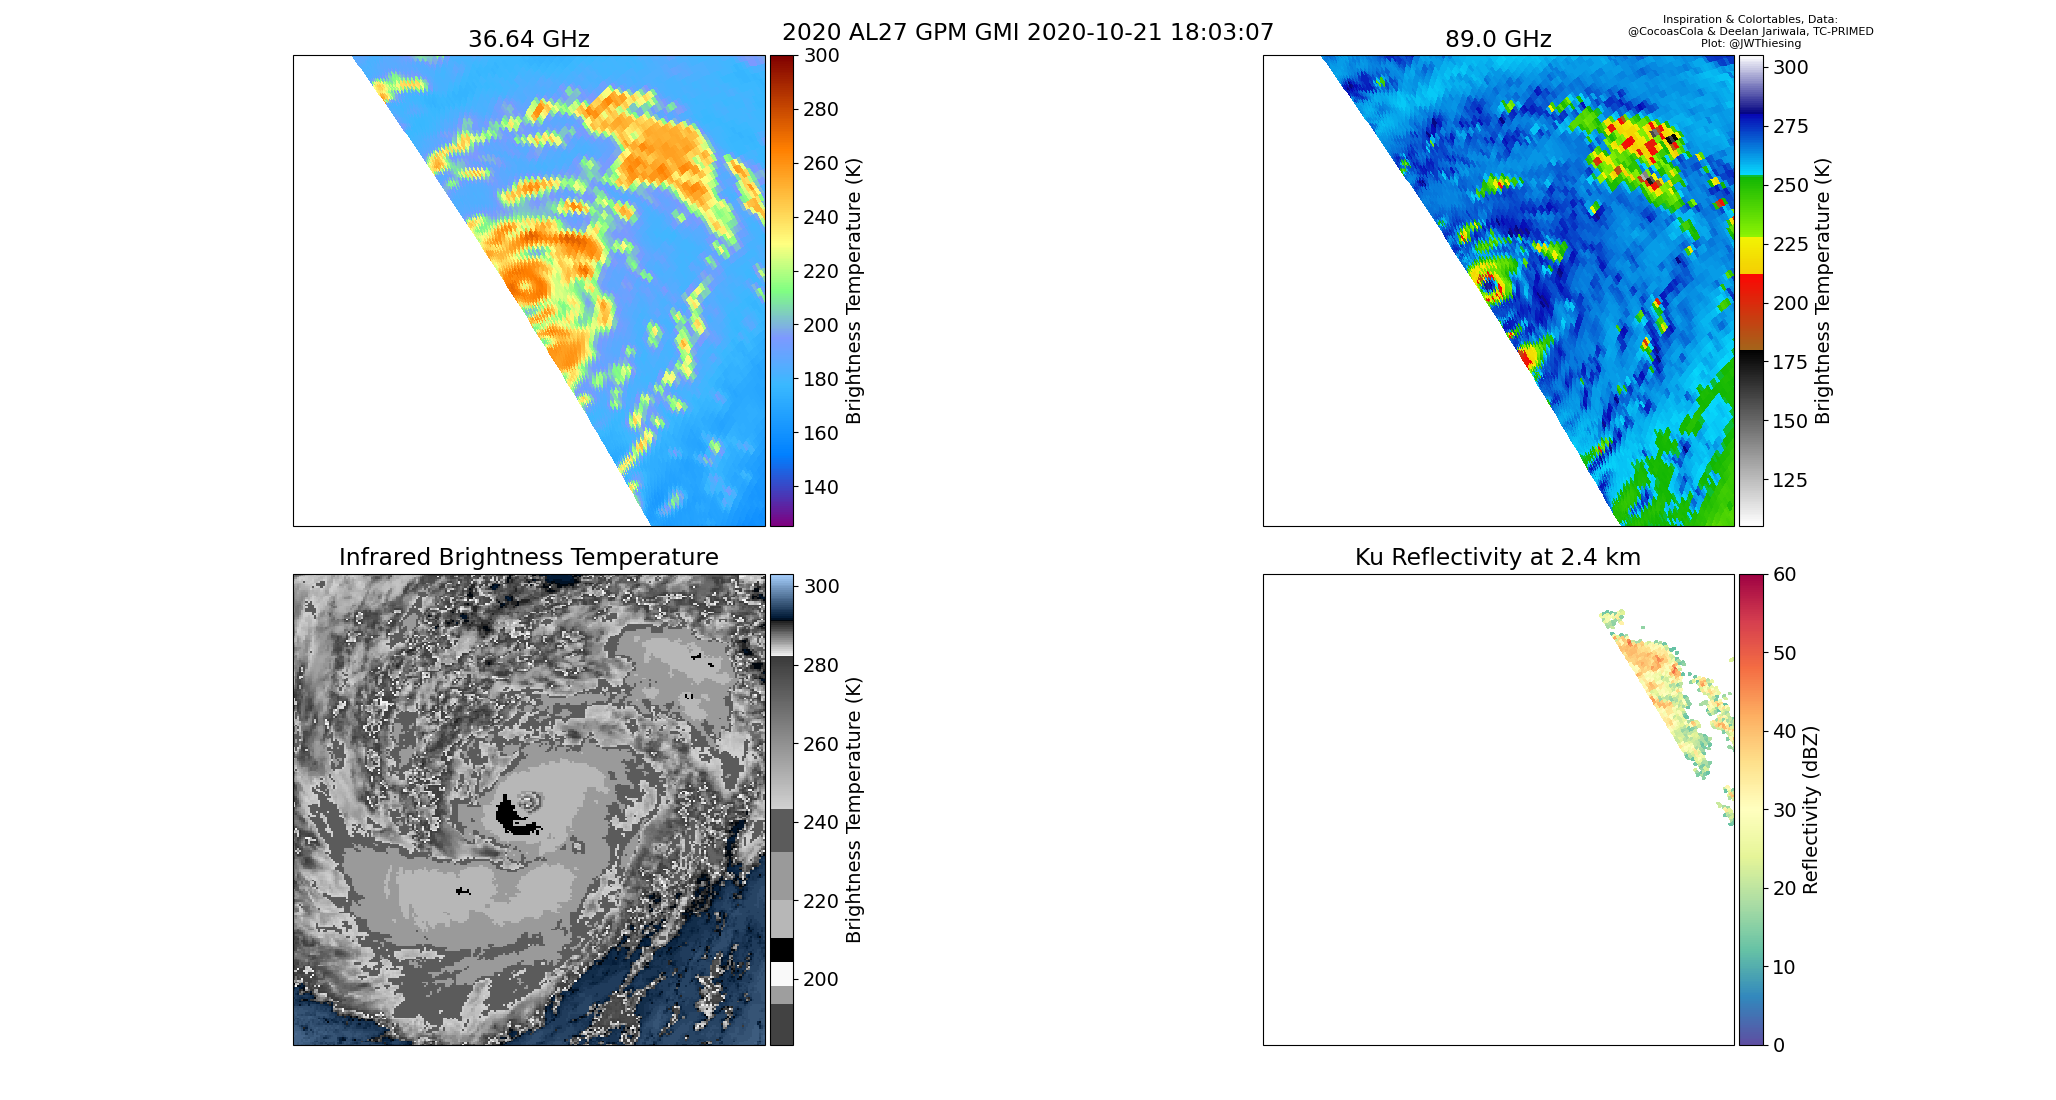 2020 AL27 GPM GMI 2020-10-21 18:03:07
Inspiration & Colortables, Data:
@CocoasCola & Deelan Jariwala, TC-PRIMED
Plot: @JWThiesing
36.64 GHz
300
280
260
240
220
200
180
160
140
Brightness Temperature (K)
89.0 GHz
300
275
250
225
200
175
150
125
Brightness Temperature (K)
Infrared Brightness Temperature
300
280
260
240
220
200
Brightness Temperature (K)
Ku Reflectivity at 2.4 km
60
50
40
30
20
10
0
Reflectivity (dBZ)